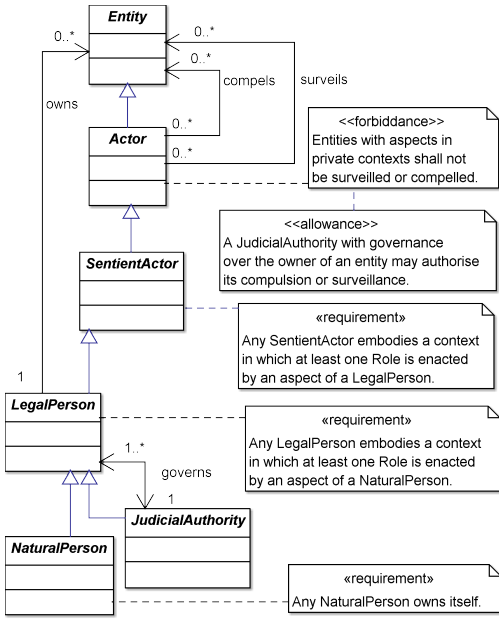 Entity
0..*
0..*
0..*
compels
surveils
owns
0..*
0..*
Actor
<<forbiddance>>
Entities with aspects in
private contexts shall not
be surveilled or compelled.
<<allowance>>
A JudicialAuthority with governance
over the owner of an entity may authorise
its compulsion or surveillance.
SentientActor
«requirement»
Any SentientActor embodies a context
in which at least one Role is enacted
by an aspect of a LegalPerson.
1
LegalPerson
«requirement»
Any LegalPerson embodies a context
in which at least one Role is enacted
by an aspect of a NaturalPerson.
1..*
governs
1
JudicialAuthority
NaturalPerson
«requirement»
Any NaturalPerson owns itself.